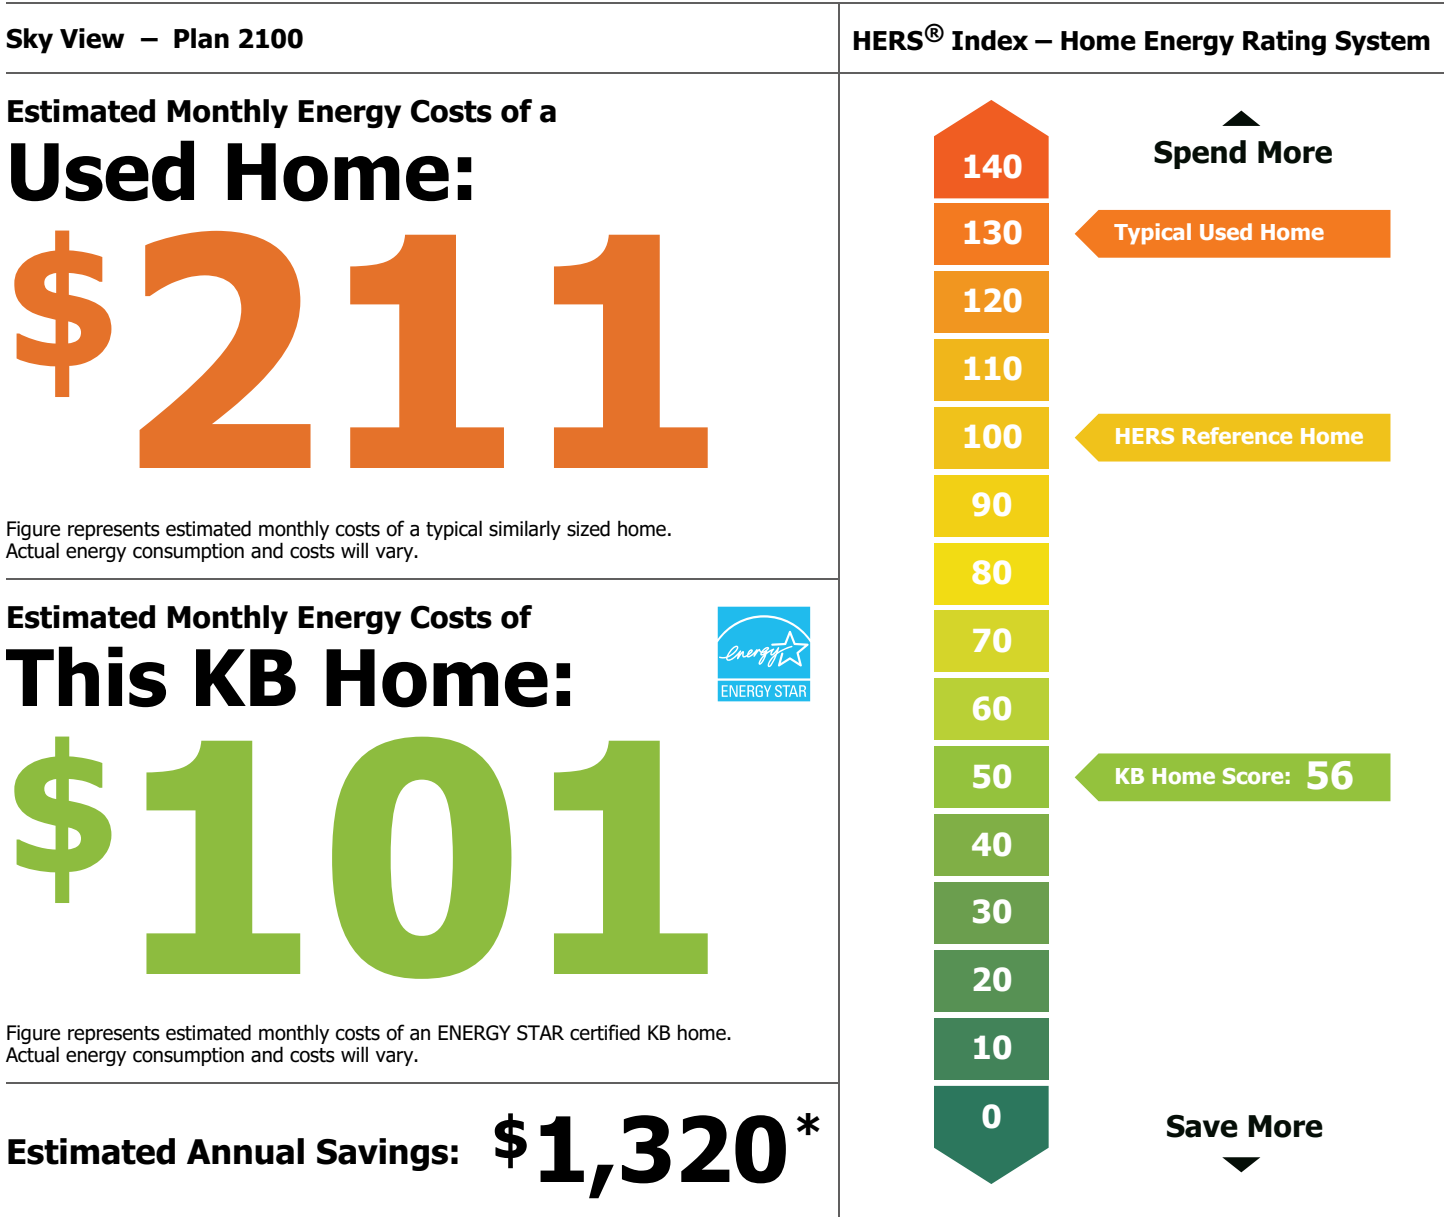 Sky View – Plan 2100
Estimated Monthly Energy Costs of a
Used Home:
$211
Figure represents estimated monthly costs of a typical similarly sized home.
Actual energy consumption and costs will vary.
Estimated Monthly Energy Costs of
This KB Home:
energy
ENERGY STAR
$101
Figure represents estimated monthly costs of an ENERGY STAR certified KB home.
Actual energy consumption and costs will vary.
Estimated Annual Savings: $1,320*
HERS® Index – Home Energy Rating System
Spend More
140
130 Typical Used Home
120
110
100 HERS Reference Home
90
80
70
60
50 KB Home Score: 56
40
30
20
10
0
Save More